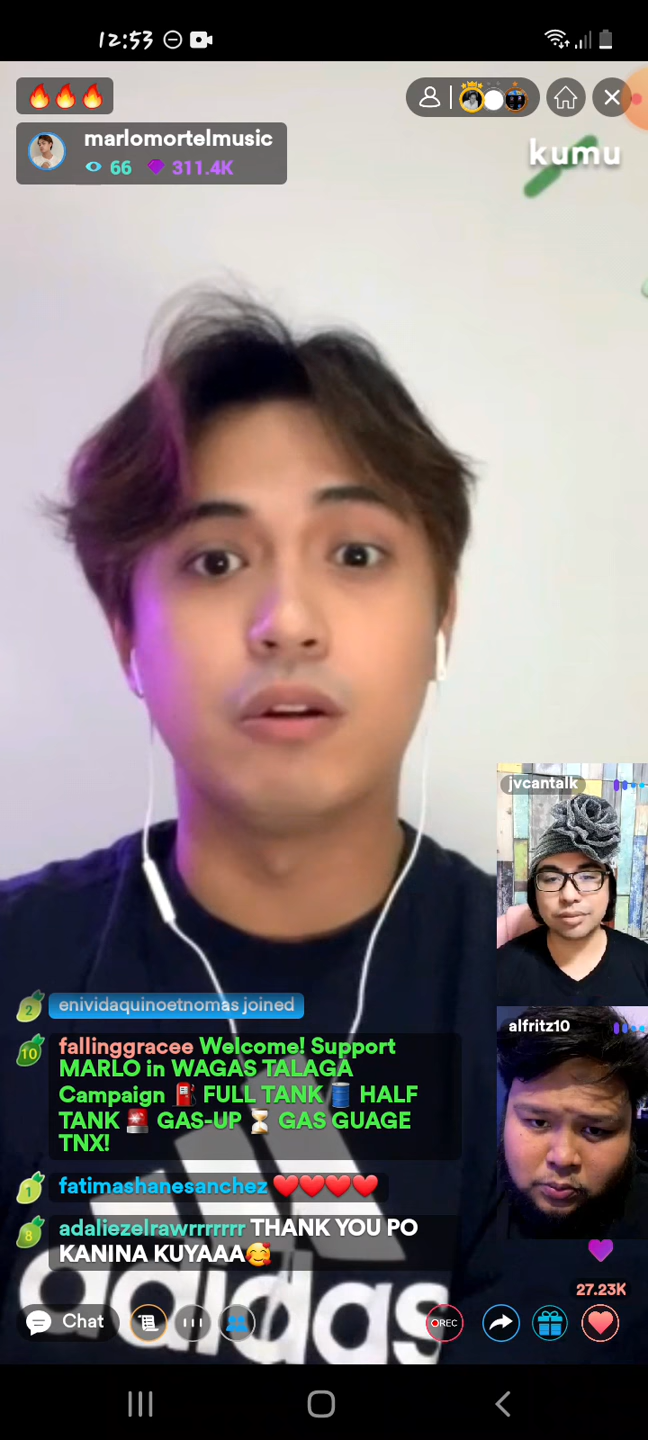 12:53
🔥🔥🔥
marlomortelmusic
66 311.4K
kumu
jvcantalk
enividaquinoetnomas joined
2
alfritz10
10
fallinggracee Welcome! Support
MARLO in WAGAS TALAGA
Campaign ⛽ FULL TANK 🛢️ HALF
TANK 🚨 GAS-UP ⏳ GAS GUAGE
TNX!
1
fatimashanesanchez ❤️❤️❤️❤️
8
adaliezelrawrrrrrrr THANK YOU PO
KANINA KUYAAA🥰
27.23K
adidas
Chat
REC